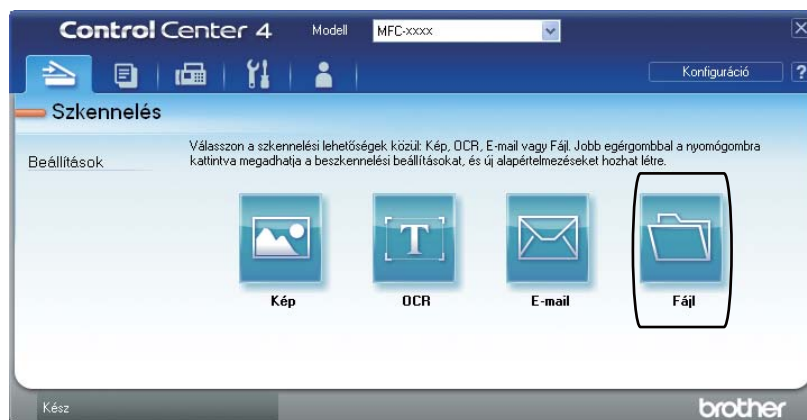 Control Center 4 Modell MFC-xxxx
Konfiguráció ?
Szkennelés
Válasszon a szkennelési lehetőségek közül: Kép, OCR, E-mail vagy Fájl. Jobb egérgombbal a nyomógombra
kattintva megadhatja a beszkennelési beállításokat, és új alapértelmezéseket hozhat létre.
Beállítások
T
Kép OCR E-mail Fájl
Kész
brother